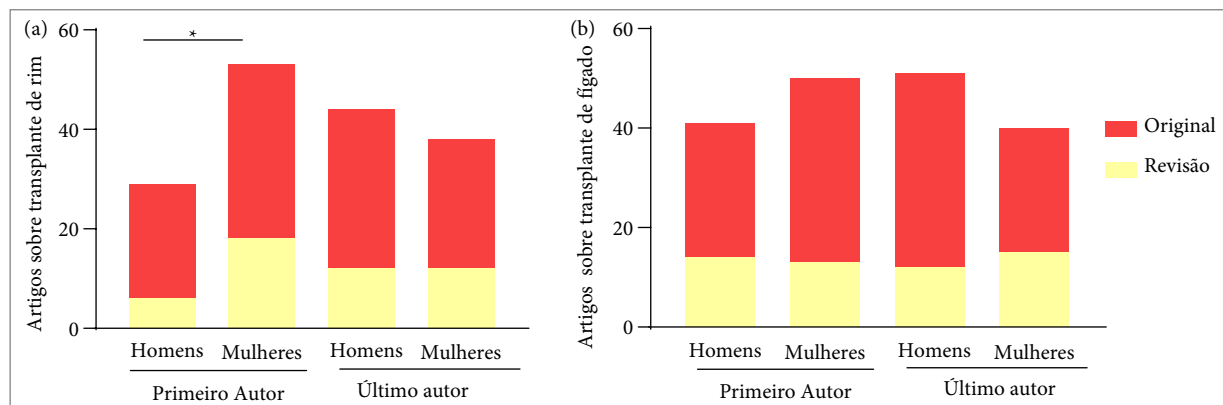 (a)
Artigos sobre transplante de rim
60
40
20
0
*
Homens
Mulheres
Homens
Mulheres
Primeiro Autor
Último autor
(b)
Artigos sobre transplante de fígado
60
40
20
0
Homens
Mulheres
Homens
Mulheres
Primeiro Autor
Último autor
Original
Revisão